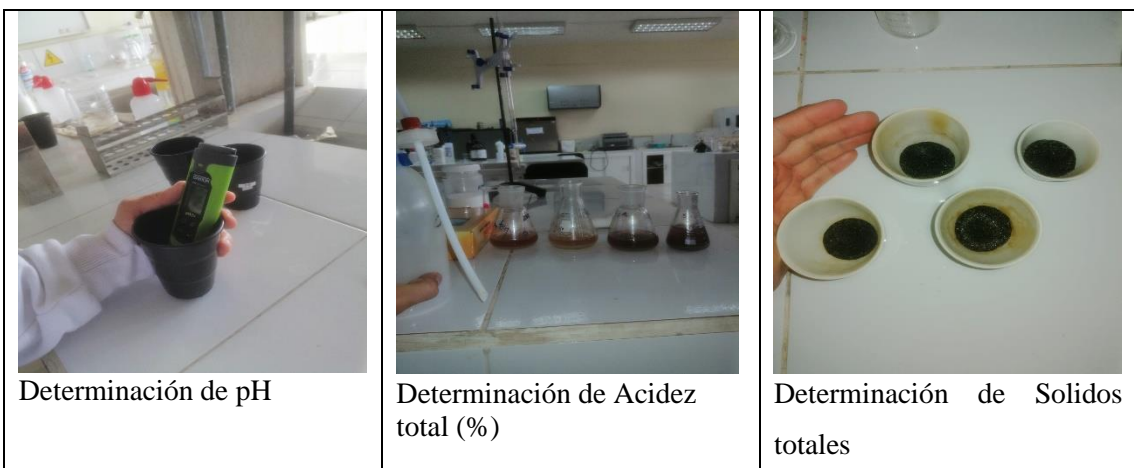 Determinación de pH
Determinación de Acidez
total (%)
Determinación de Solidos
totales